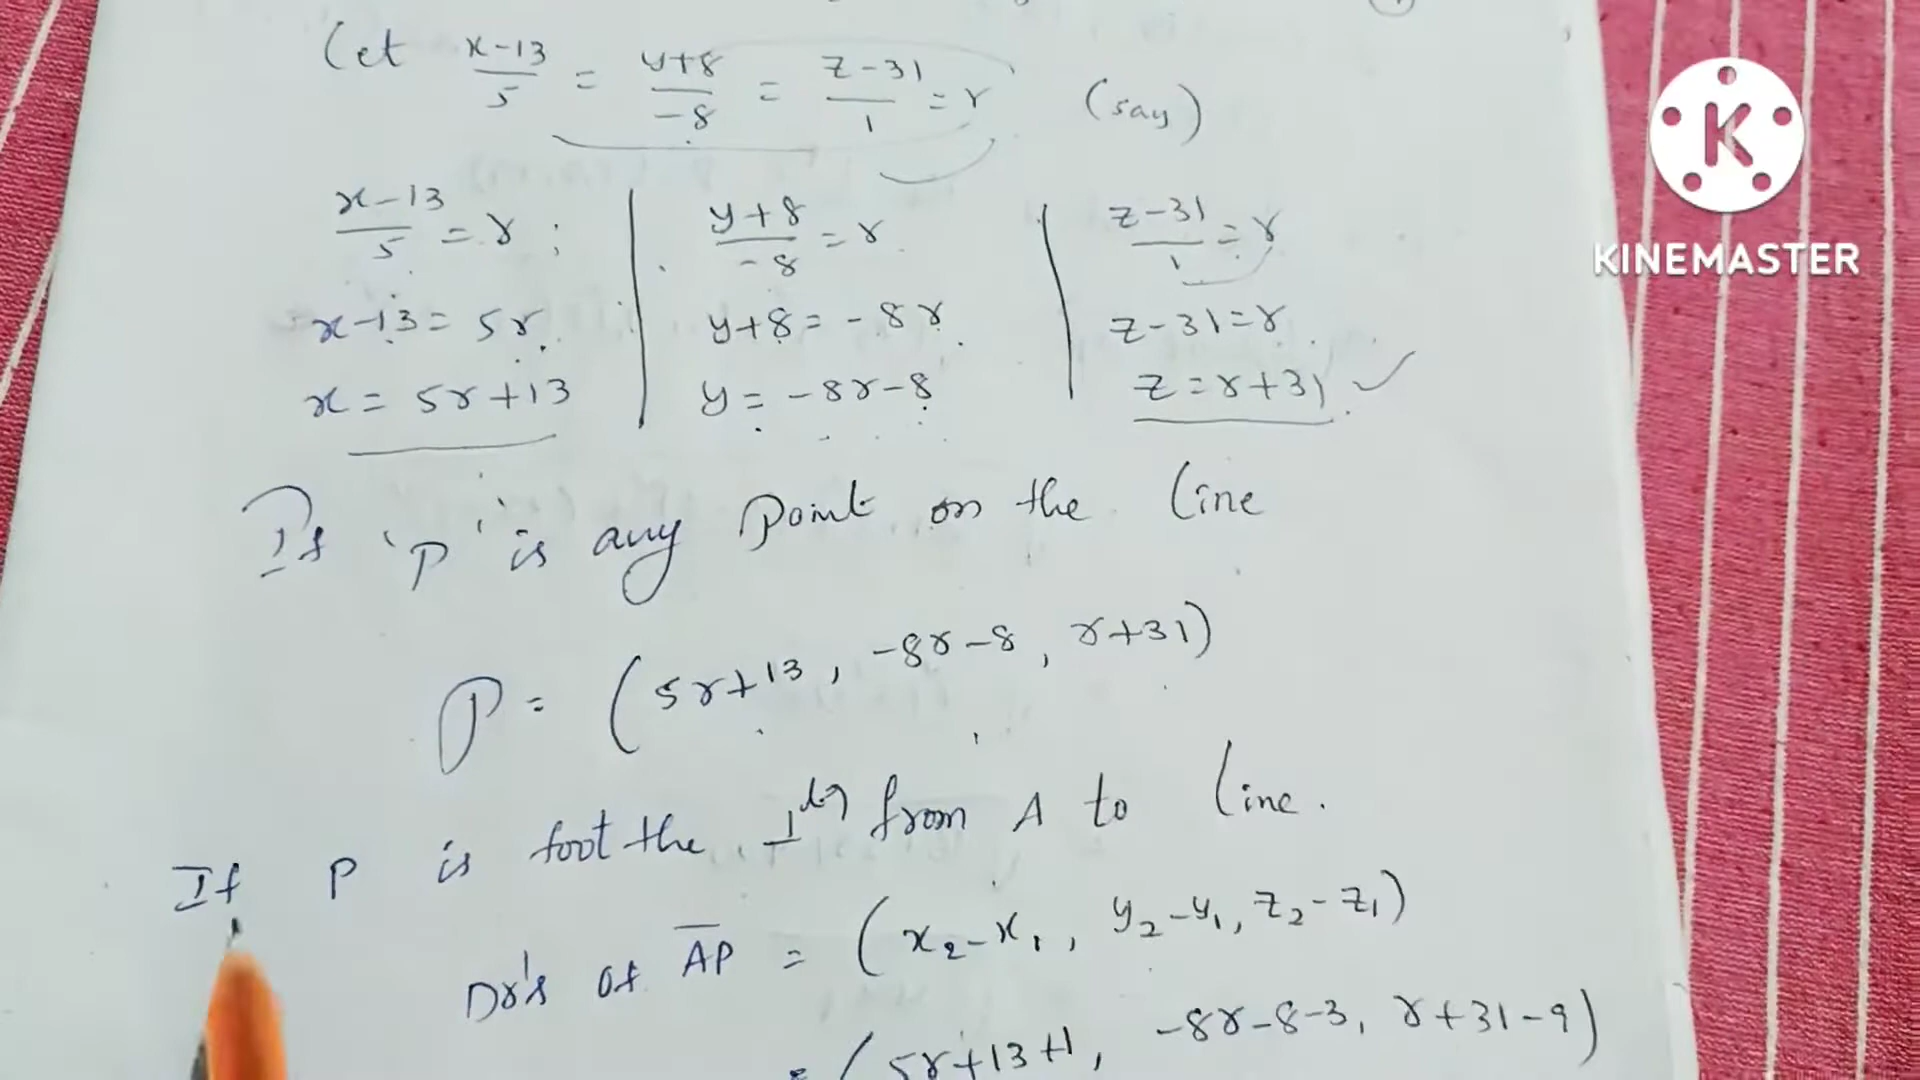 Let x-13/5 = y+8/-8 = z-31/1 = r (say)
x-13/5 = r ; y+8/-8 = r z-31/1 = r
x-13 = 5r y+8 = -8r z-31 = r
x = 5r+13 y = -8r-8 z = r+31 ✓
If 'P' is any point on the line
P = (5r+13, -8r-8, r+31)
If P is foot the ⊥lar from A to line.
Dr's of AP = (x2-x1, y2-y1, z2-z1)
= (5r+13+1, -8r-8-3, r+31-9)
K
KINEMASTER